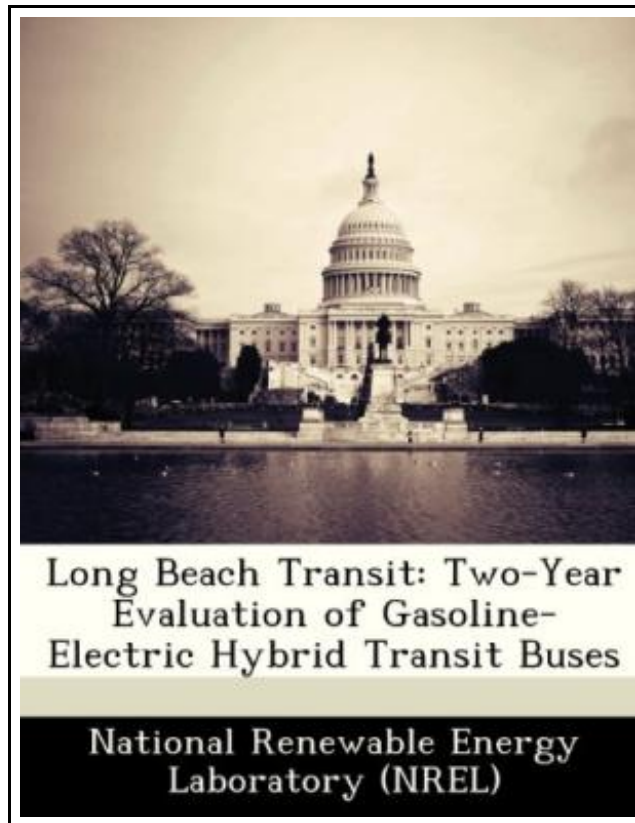 Long Beach Transit: Two-Year
Evaluation of Gasoline-
Electric Hybrid Transit Buses
National Renewable Energy
Laboratory (NREL)